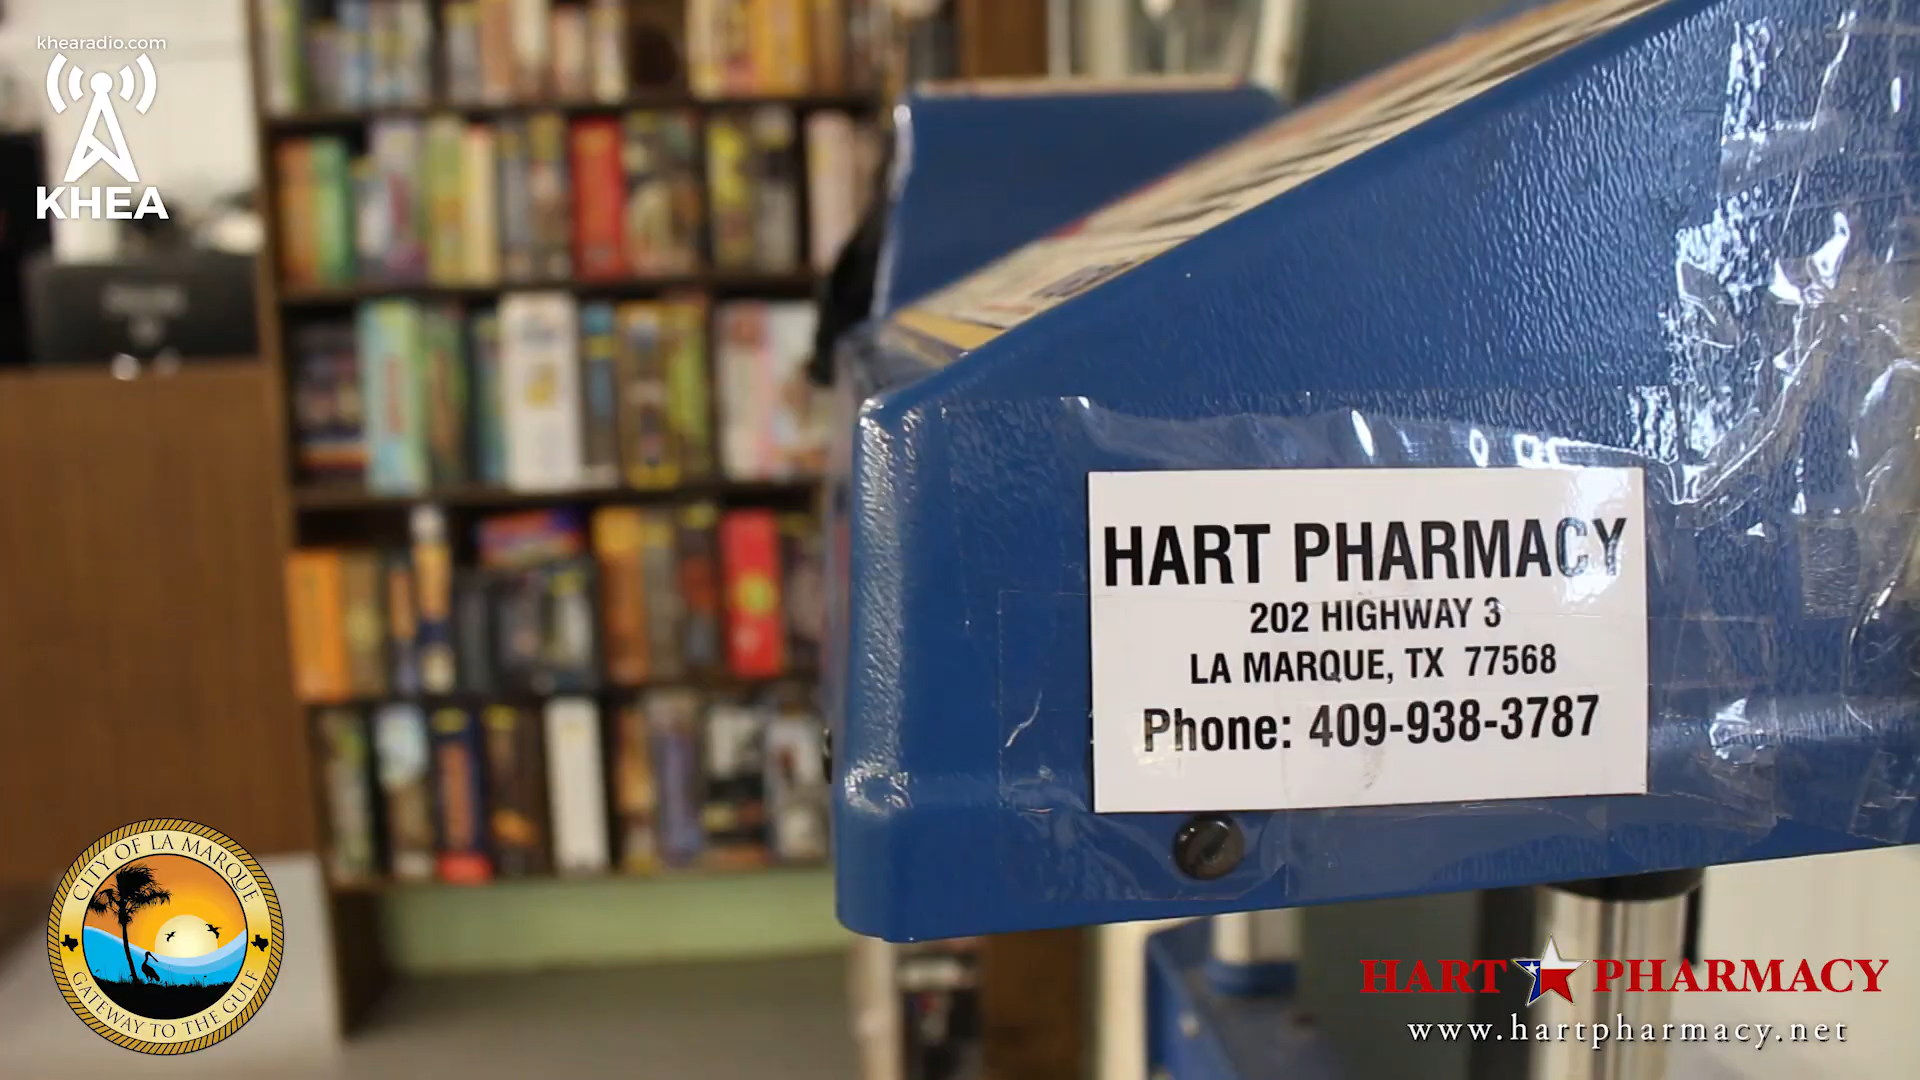 khearadio.com
KHEA
HART PHARMACY
202 HIGHWAY 3
LA MARQUE, TX 77568
Phone: 409-938-3787
CITY OF LA MARQUE
GATEWAY TO THE GULF
HART PHARMACY
www.hartpharmacy.net